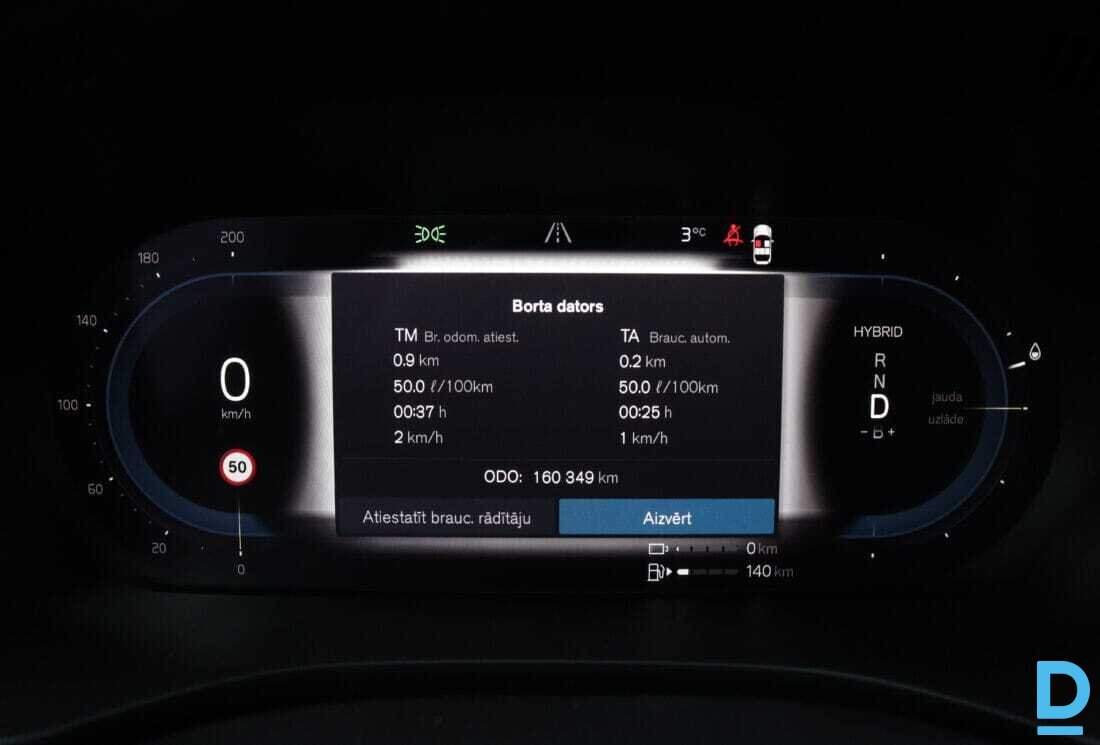 200
180
140
100
60
20
0
3°C
0
km/h
50
Borta dators
TM Br. odom. atiest.
0.9 km
50.0 ℓ/100km
00:37 h
2 km/h
TA Brauc. autom.
0.2 km
50.0 ℓ/100km
00:25 h
1 km/h
ODO: 160 349 km
Atiestatīt brauc. rādītāju
Aizvērt
0 km
140 km
HYBRID
R
N
D
- B +
jauda
uzlāde
D